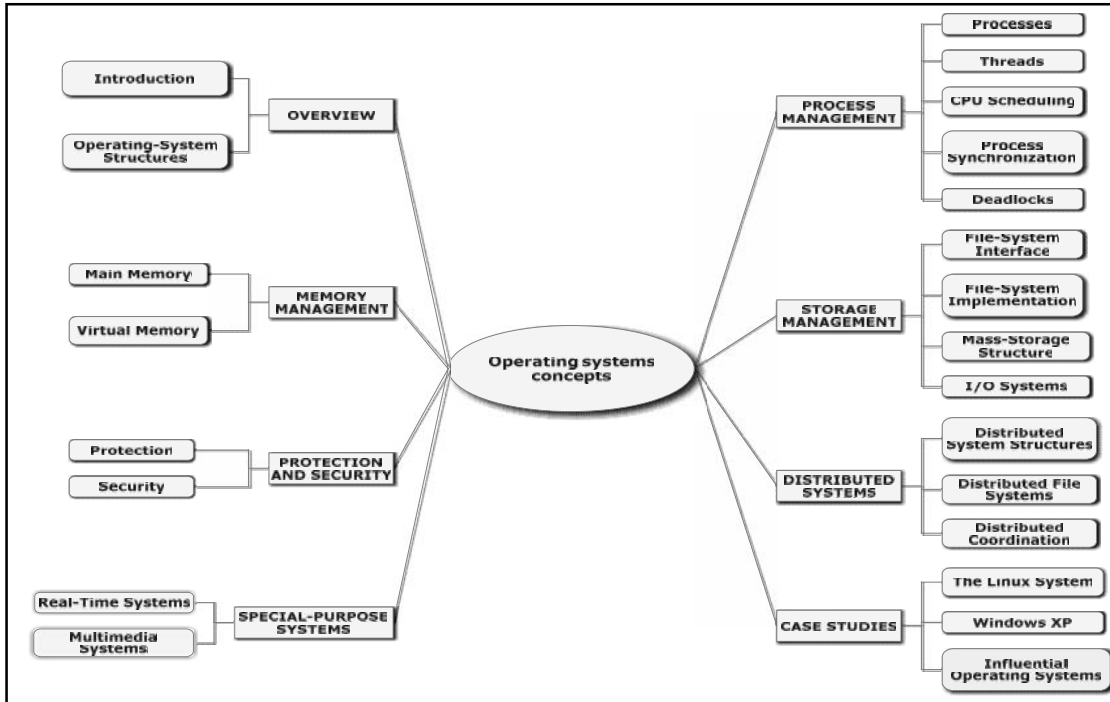 Introduction
Operating-System
Structures
OVERVIEW
Main Memory
Virtual Memory
MEMORY
MANAGEMENT
Protection
Security
PROTECTION
AND SECURITY
Real-Time Systems
Multimedia
Systems
SPECIAL-PURPOSE
SYSTEMS
Operating systems
concepts
PROCESS
MANAGEMENT
Processes
Threads
CPU Scheduling
Process
Synchronization
Deadlocks
STORAGE
MANAGEMENT
File-System
Interface
File-System
Implementation
Mass-Storage
Structure
I/O Systems
DISTRIBUTED
SYSTEMS
Distributed
System Structures
Distributed File
Systems
Distributed
Coordination
CASE STUDIES
The Linux System
Windows XP
Influential
Operating Systems